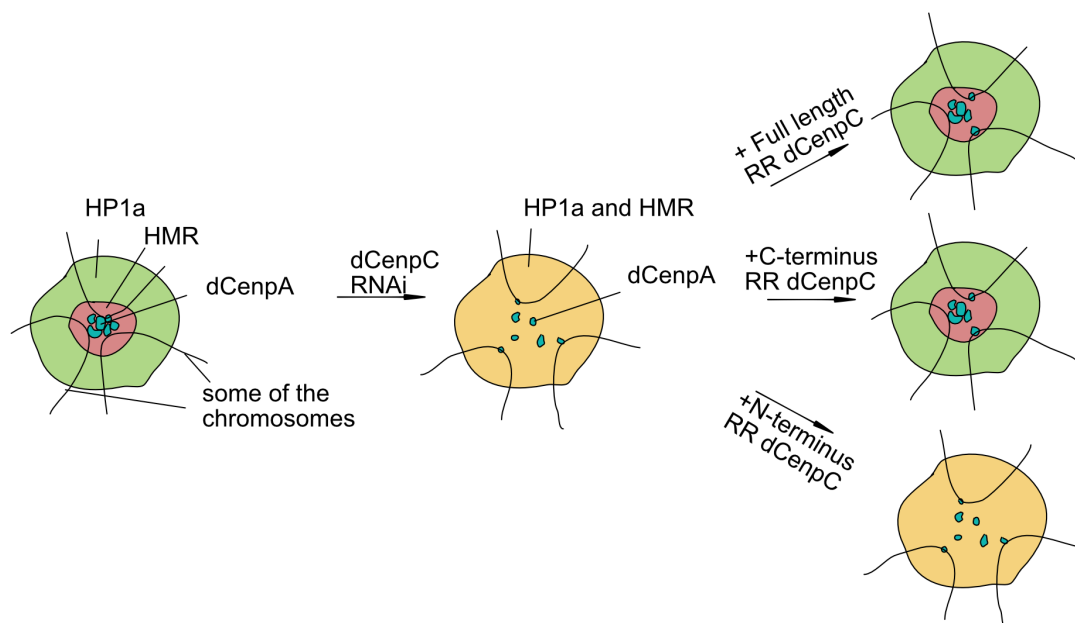 HP1a
HMR
dCenpA
some of the
chromosomes
dCenpC
RNAi
HP1a and HMR
dCenpA
+ Full length
RR dCenpC
+C-terminus
RR dCenpC
+N-terminus
RR dCenpC